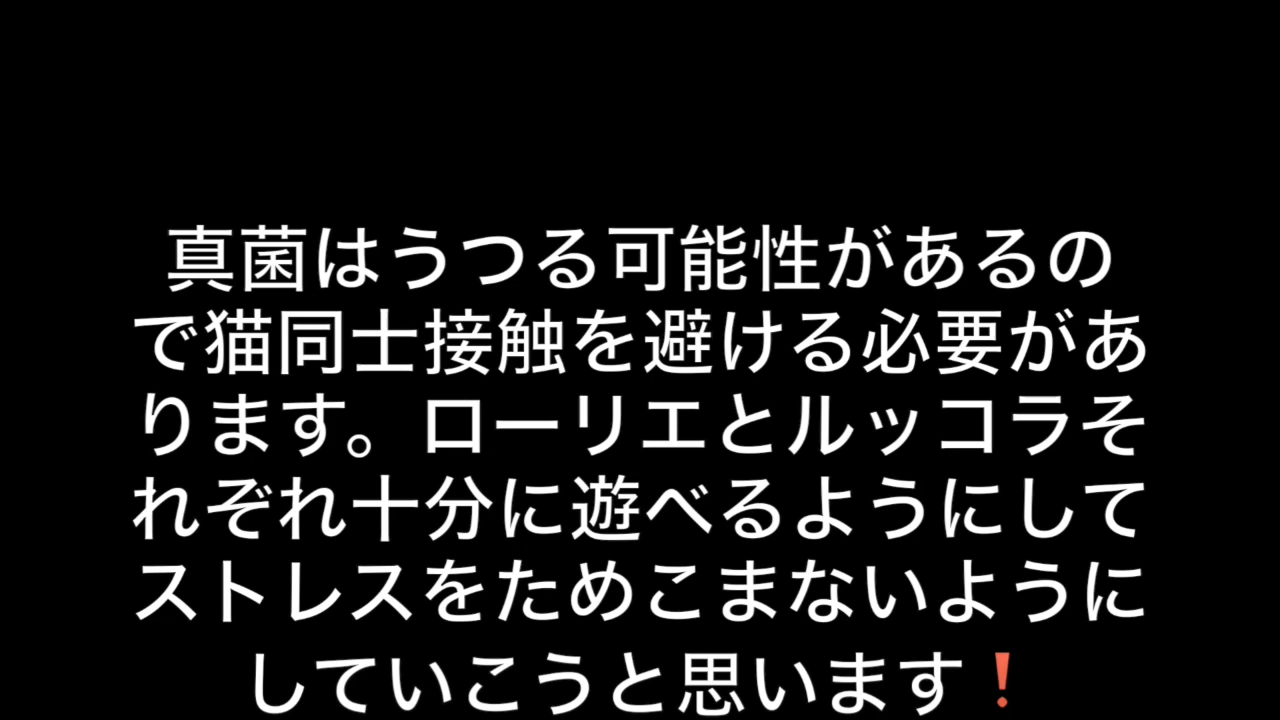 真菌はうつる可能性があるの
で猫同士接触を避ける必要があ
ります。ローリエとルッコラそ
れぞれ十分に遊べるようにして
ストレスをためこまないように
していこうと思います❗